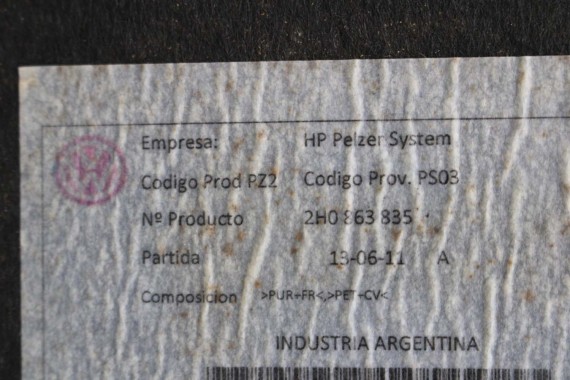 Empresa: HP Pelzer System
Codigo Prod PZ2 Codigo Prov. PS03
Nº Producto 2H0 863 835
Partida 13-06-11 A
Composicion >PUR+FR<,>PET+CV<
INDUSTRIA ARGENTINA